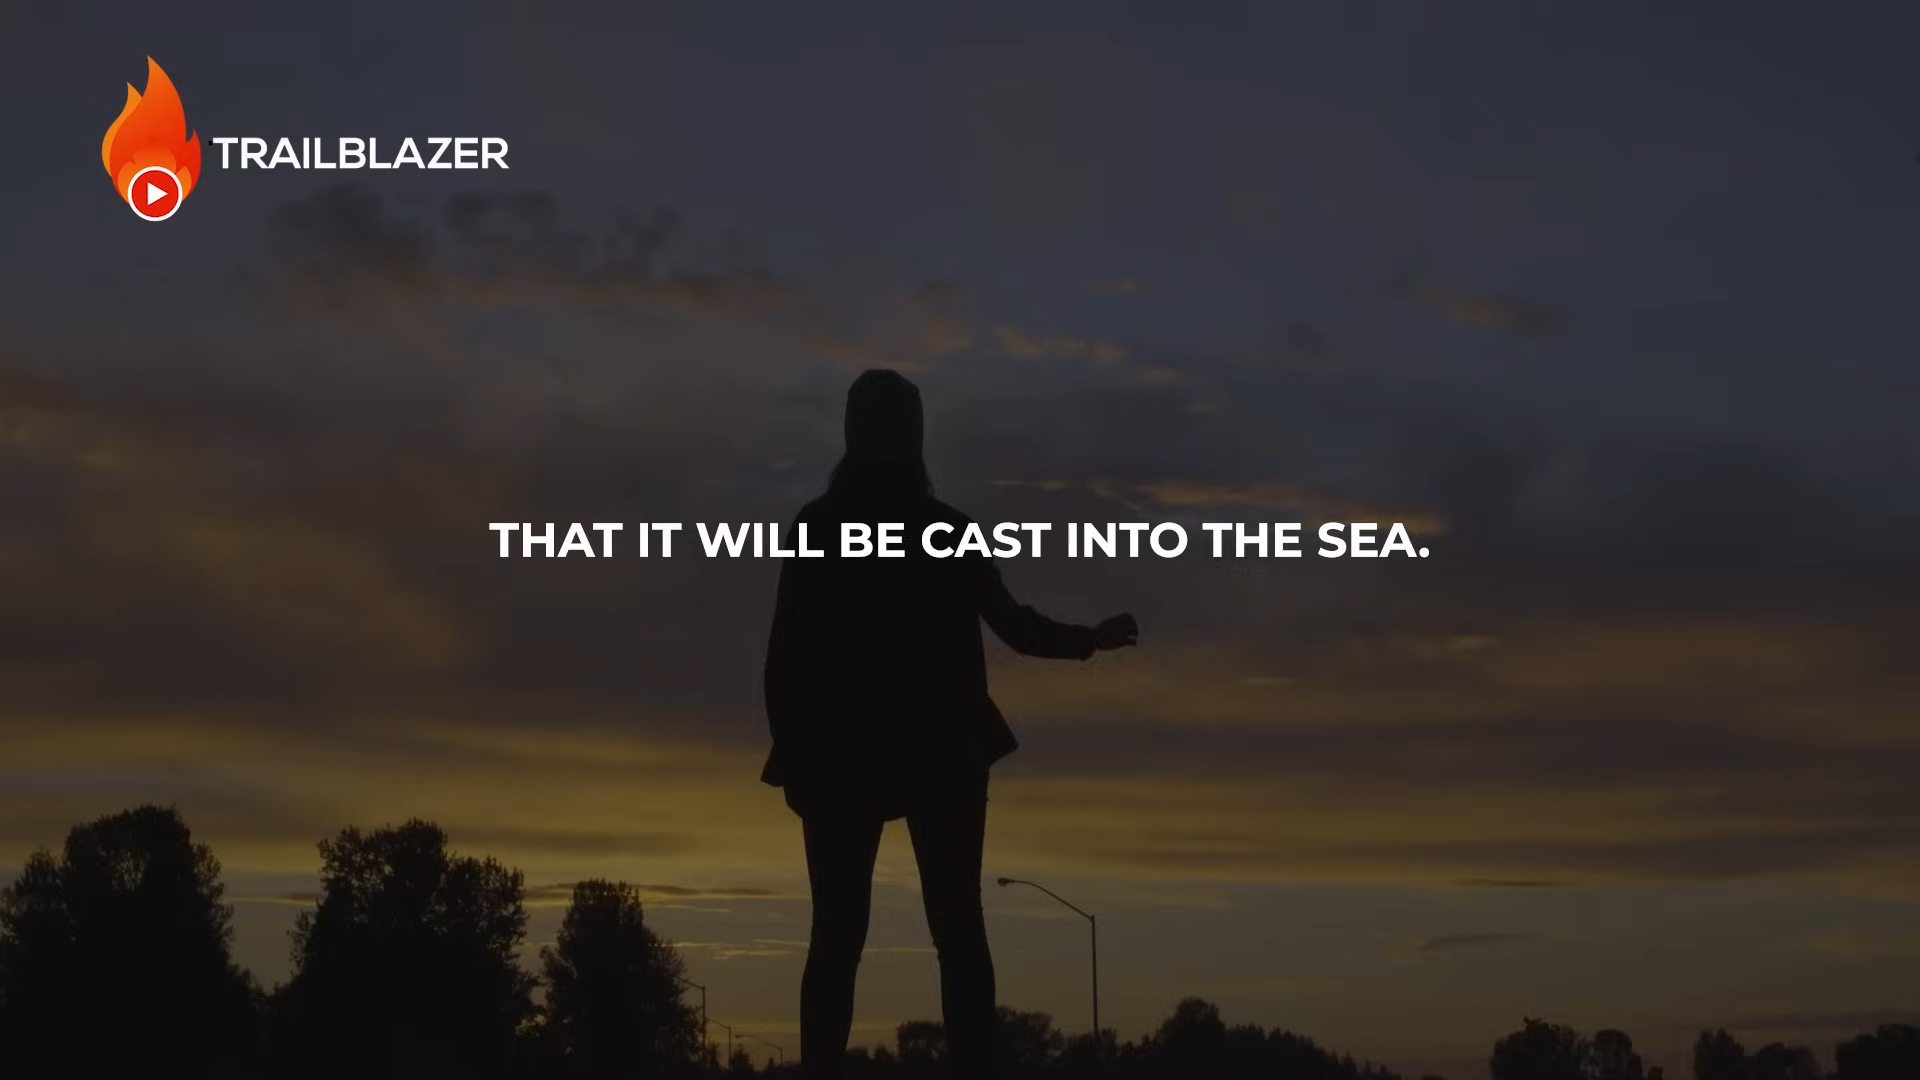 TRAILBLAZER
THAT IT WILL BE CAST INTO THE SEA.